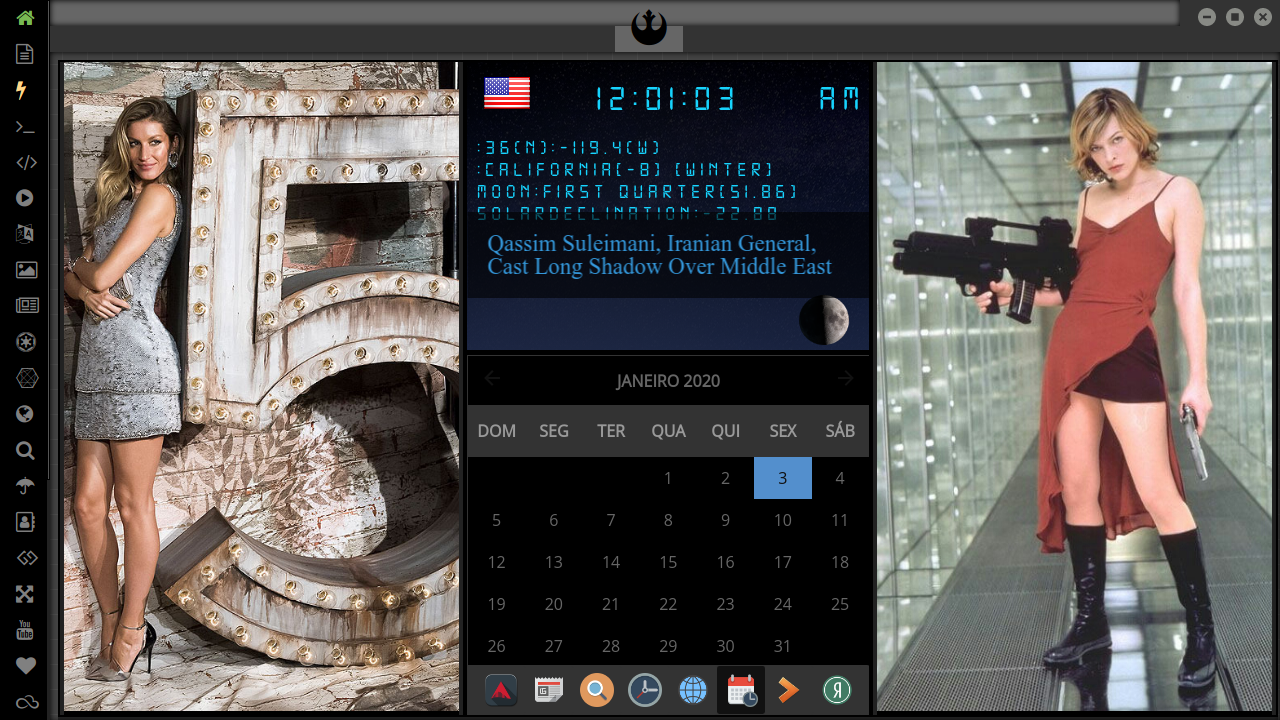 12:01:03 AM
:36(N):-119.4(W)
:CALIFORNIA(-8) (WINTER)
MOON:FIRST QUARTER(51.86)
SOLARDECLINATION:-22.88
Qassim Suleimani, Iranian General,
Cast Long Shadow Over Middle East
JANEIRO 2020
DOM SEG TER QUA QUI SEX SÁB
1 2 3 4
5 6 7 8 9 10 11
12 13 14 15 16 17 18
19 20 21 22 23 24 25
26 27 28 29 30 31
You
Tube
Я